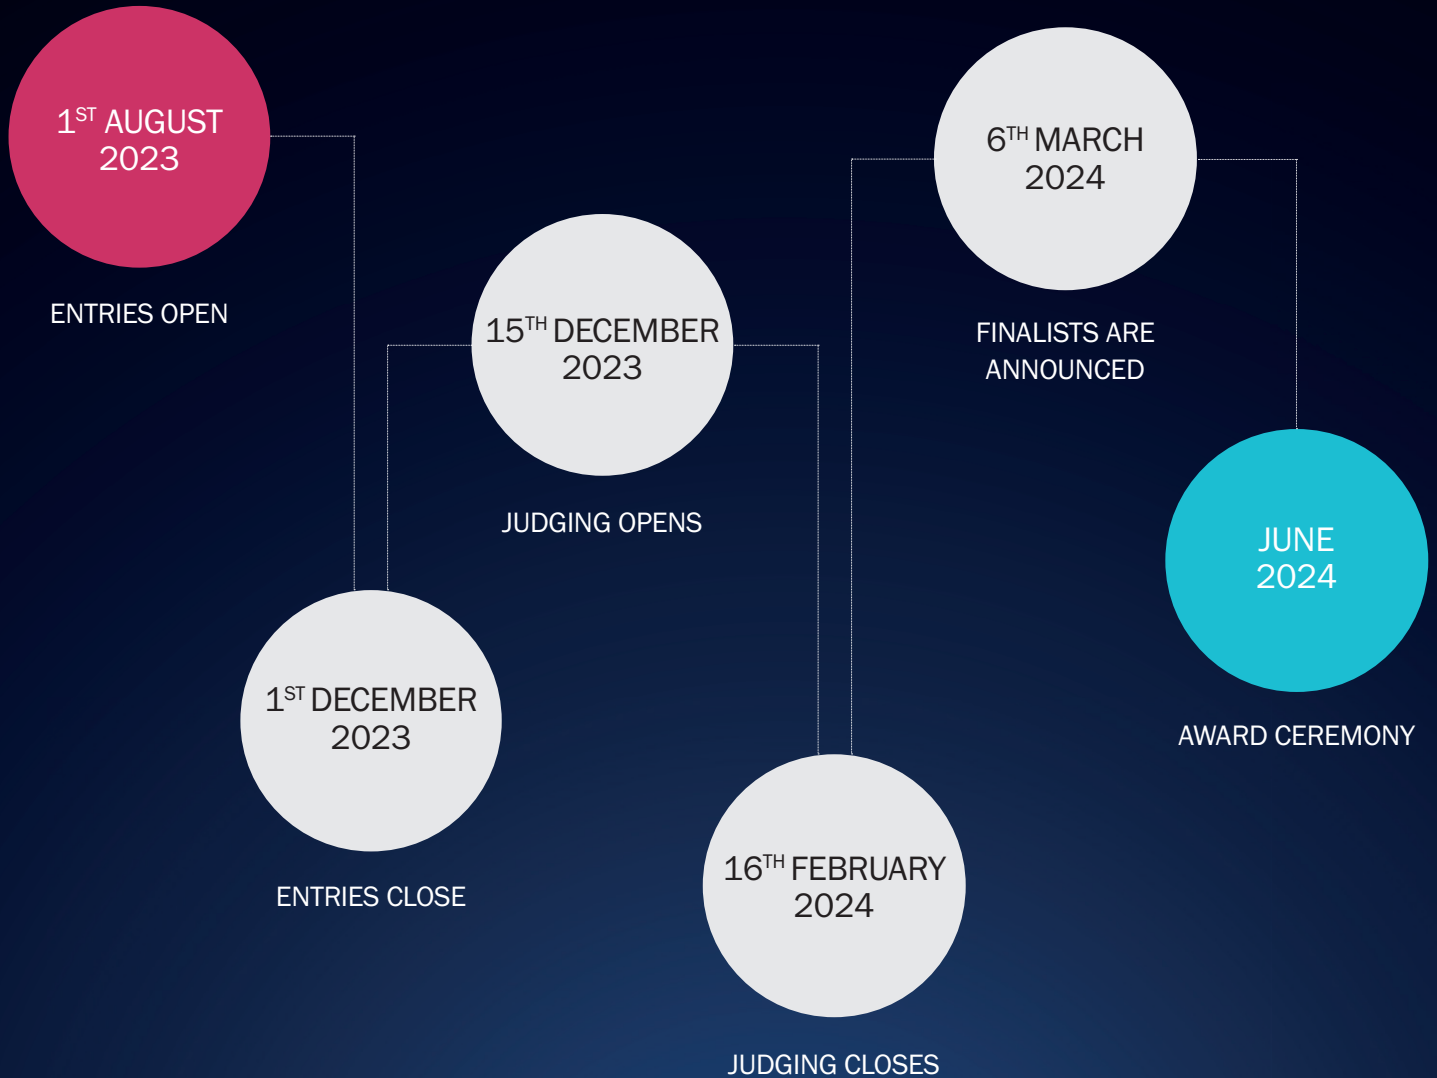 1ST AUGUST
2023
ENTRIES OPEN
1ST DECEMBER
2023
ENTRIES CLOSE
15TH DECEMBER
2023
JUDGING OPENS
16TH FEBRUARY
2024
JUDGING CLOSES
6TH MARCH
2024
FINALISTS ARE
ANNOUNCED
JUNE
2024
AWARD CEREMONY